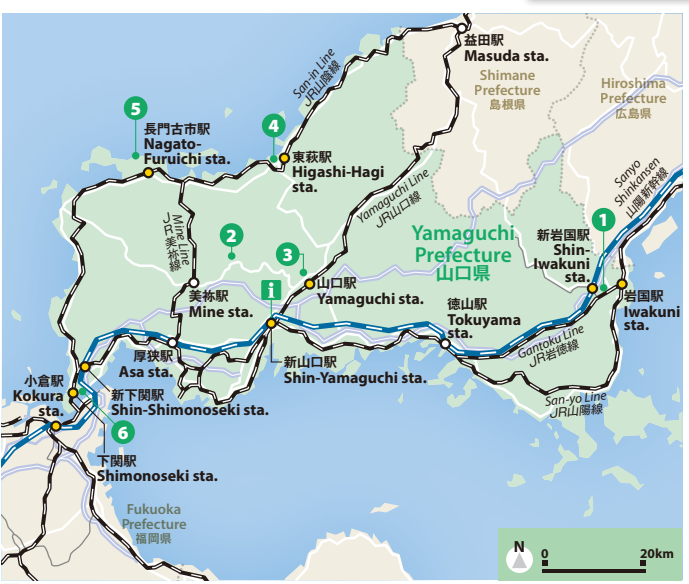 益田駅
Masuda sta.
Shimane
Prefecture
島根県
Hiroshima
Prefecture
広島県
San-in Line
JR山陰線
5
長門古市駅
Nagato-
Furuichi sta.
4
東萩駅
Higashi-Hagi
sta.
Yamaguchi Line
JR山口線
Sanyo
Shinkansen
山陽新幹線
1
Mine Line
JR美祢線
2
3
Yamaguchi
Prefecture
山口県
新岩国駅
Shin-
Iwakuni
sta.
i
山口駅
Yamaguchi sta.
美祢駅
Mine sta.
徳山駅
Tokuyama
sta.
岩国駅
Iwakuni
sta.
Gantoku Line
JR岩徳線
厚狭駅
Asa sta.
新山口駅
Shin-Yamaguchi sta.
小倉駅
Kokura
sta.
新下関駅
Shin-Shimonoseki sta.
San-yo Line
JR山陽線
6
下関駅
Shimonoseki sta.
Fukuoka
Prefecture
福岡県
N
0
20km